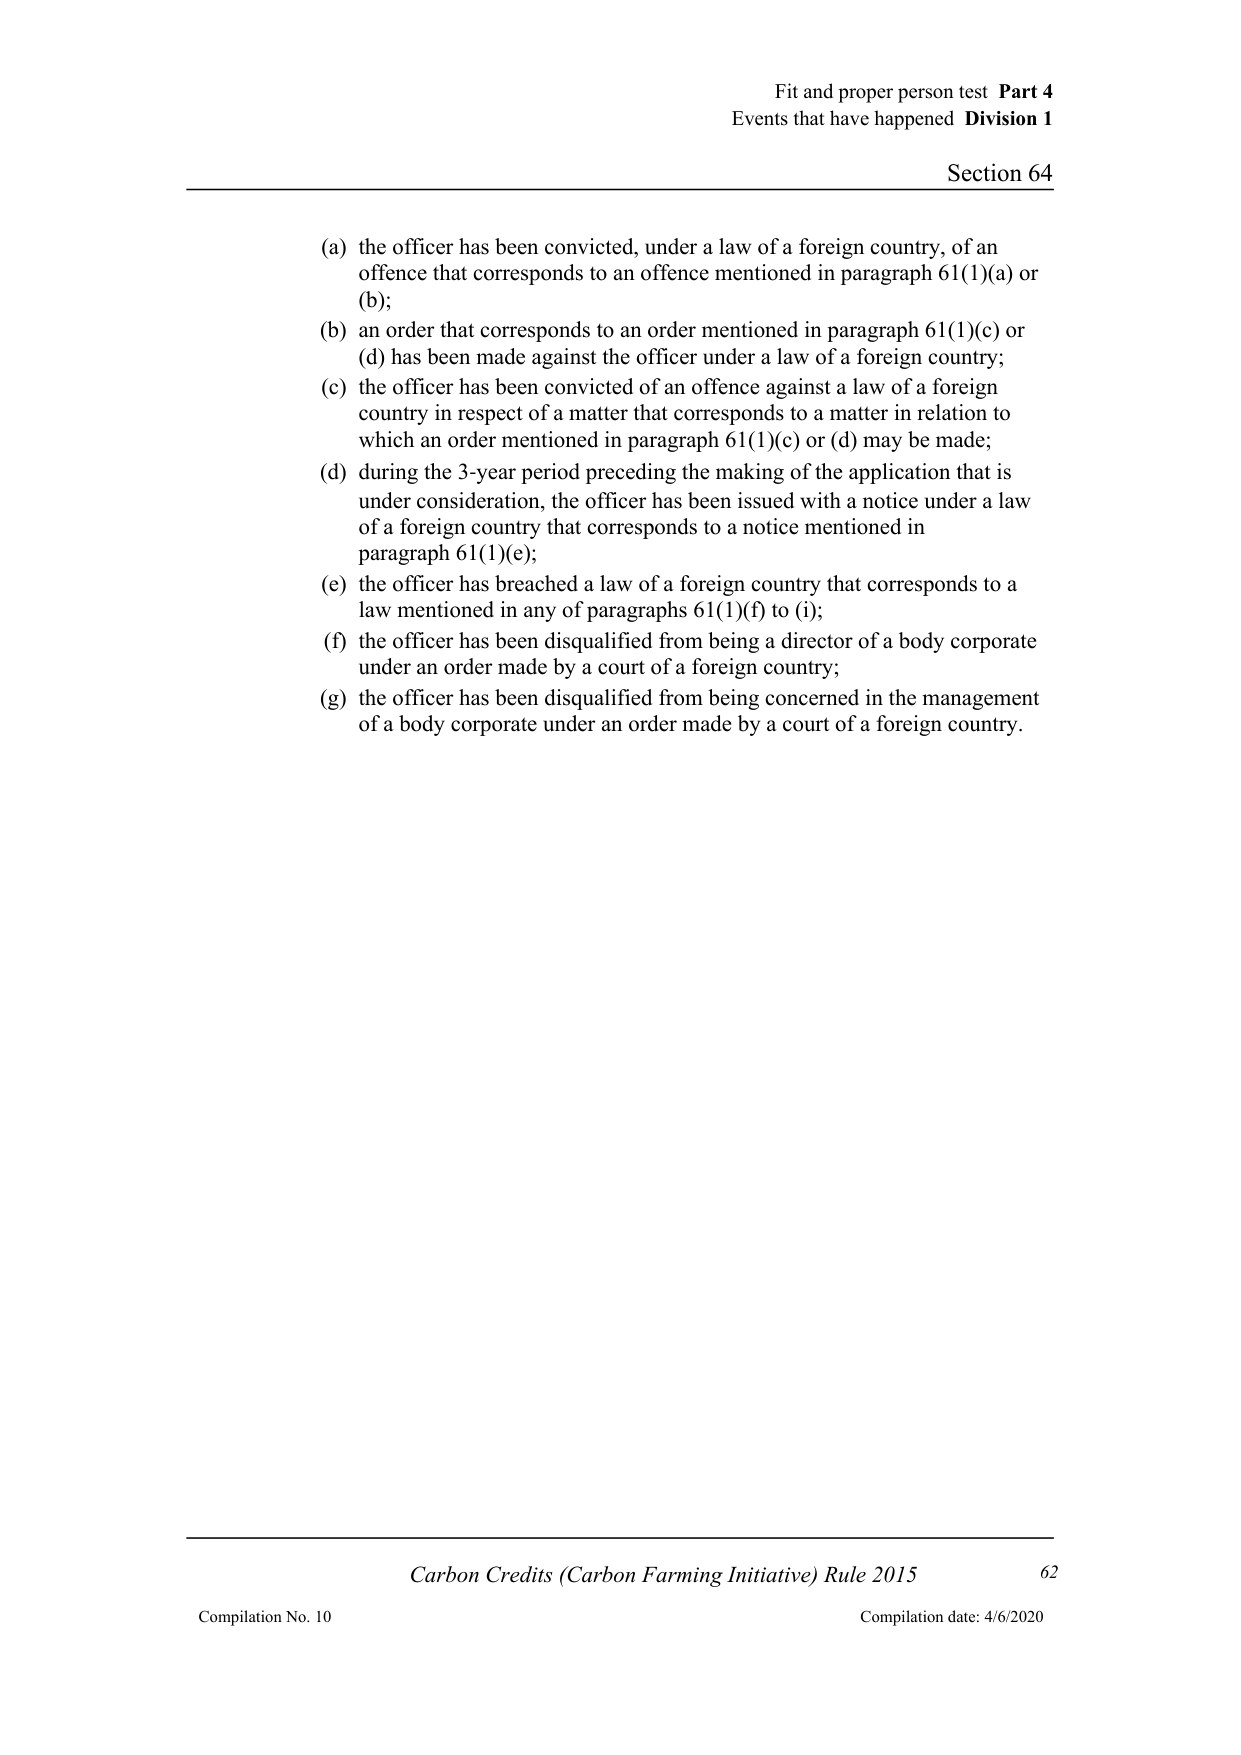 Fit and proper person test Part 4
Events that have happened Division 1
Section 64
(a) the officer has been convicted, under a law of a foreign country, of an
offence that corresponds to an offence mentioned in paragraph 61(1)(a) or
(b);
(b) an order that corresponds to an order mentioned in paragraph 61(1)(c) or
(d) has been made against the officer under a law of a foreign country;
(c) the officer has been convicted of an offence against a law of a foreign
country in respect of a matter that corresponds to a matter in relation to
which an order mentioned in paragraph 61(1)(c) or (d) may be made;
(d) during the 3-year period preceding the making of the application that is
under consideration, the officer has been issued with a notice under a law
of a foreign country that corresponds to a notice mentioned in
paragraph 61(1)(e);
(e) the officer has breached a law of a foreign country that corresponds to a
law mentioned in any of paragraphs 61(1)(f) to (i);
(f) the officer has been disqualified from being a director of a body corporate
under an order made by a court of a foreign country;
(g) the officer has been disqualified from being concerned in the management
of a body corporate under an order made by a court of a foreign country.
Carbon Credits (Carbon Farming Initiative) Rule 2015 62
Compilation No. 10 Compilation date: 4/6/2020